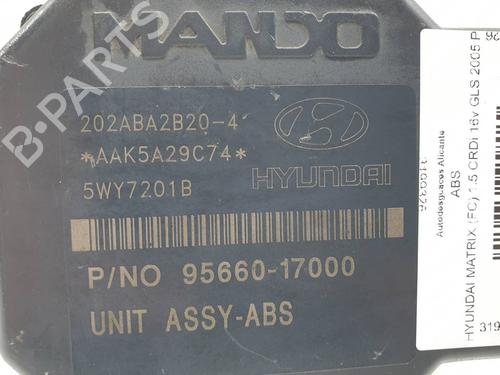 MANDO
202ABA2B20-4
*AAK5A29C74*
5WY7201B
HYUNDAI
P/NO 95660-17000
UNIT ASSY-ABS
B-PARTS
Autodesguaces Alicante
ABS
HYUNDAI MATRIX (FC) 1.5 CRDi 16v GLS 2005 P
319